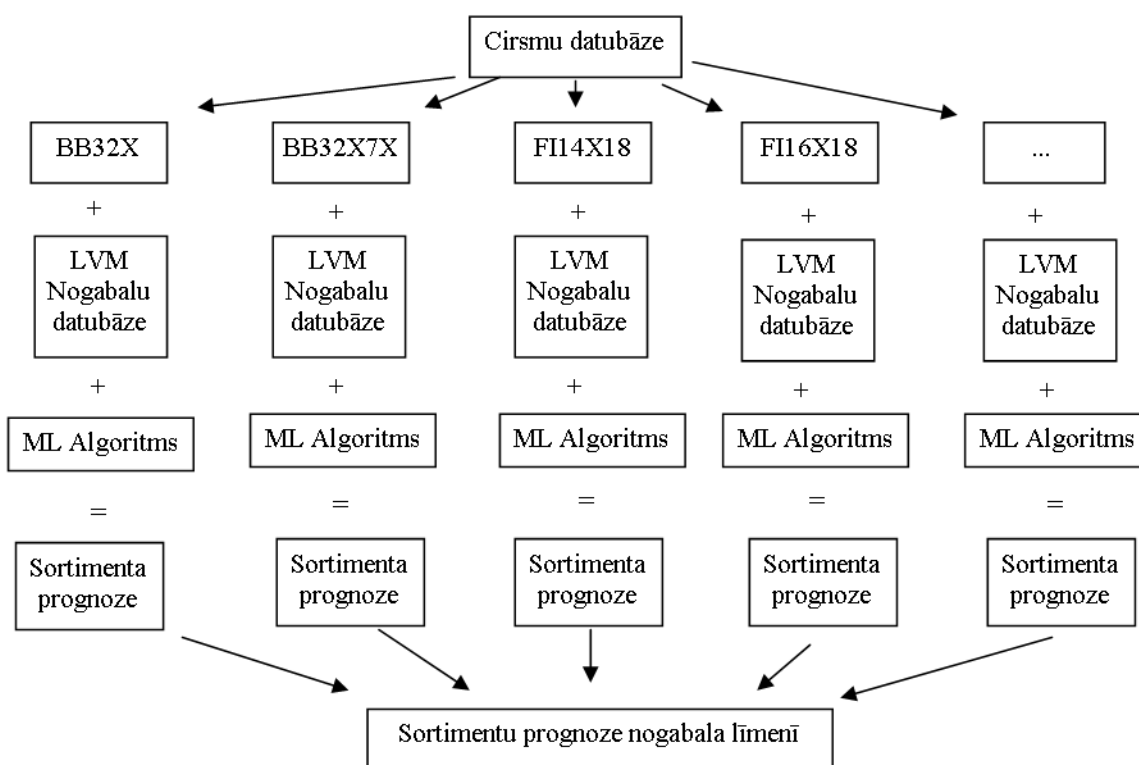 Cirsmu datubāze
BB32X
BB32X7X
FI14X18
FI16X18
...
+
+
+
+
+
LVM
Nogabalu
datubāze
LVM
Nogabalu
datubāze
LVM
Nogabalu
datubāze
LVM
Nogabalu
datubāze
LVM
Nogabalu
datubāze
+
+
+
+
+
ML Algoritms
ML Algoritms
ML Algoritms
ML Algoritms
ML Algoritms
=
=
=
=
=
Sortimenta
prognoze
Sortimenta
prognoze
Sortimenta
prognoze
Sortimenta
prognoze
Sortimenta
prognoze
Sortimentu prognoze nogabala līmenī